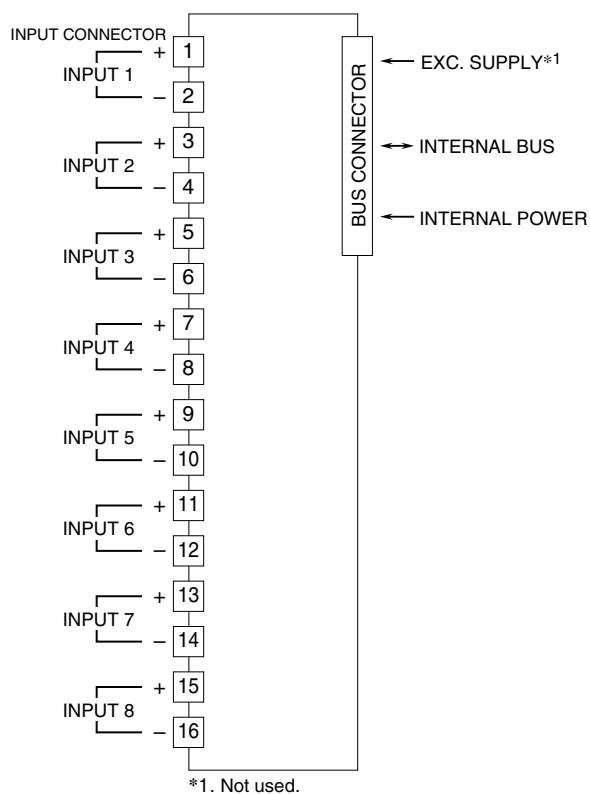 INPUT CONNECTOR
INPUT 1
+ 1
– 2
INPUT 2
+ 3
– 4
INPUT 3
+ 5
– 6
INPUT 4
+ 7
– 8
INPUT 5
+ 9
– 10
INPUT 6
+ 11
– 12
INPUT 7
+ 13
– 14
INPUT 8
+ 15
– 16
BUS CONNECTOR
EXC. SUPPLY*1
INTERNAL BUS
INTERNAL POWER
*1. Not used.